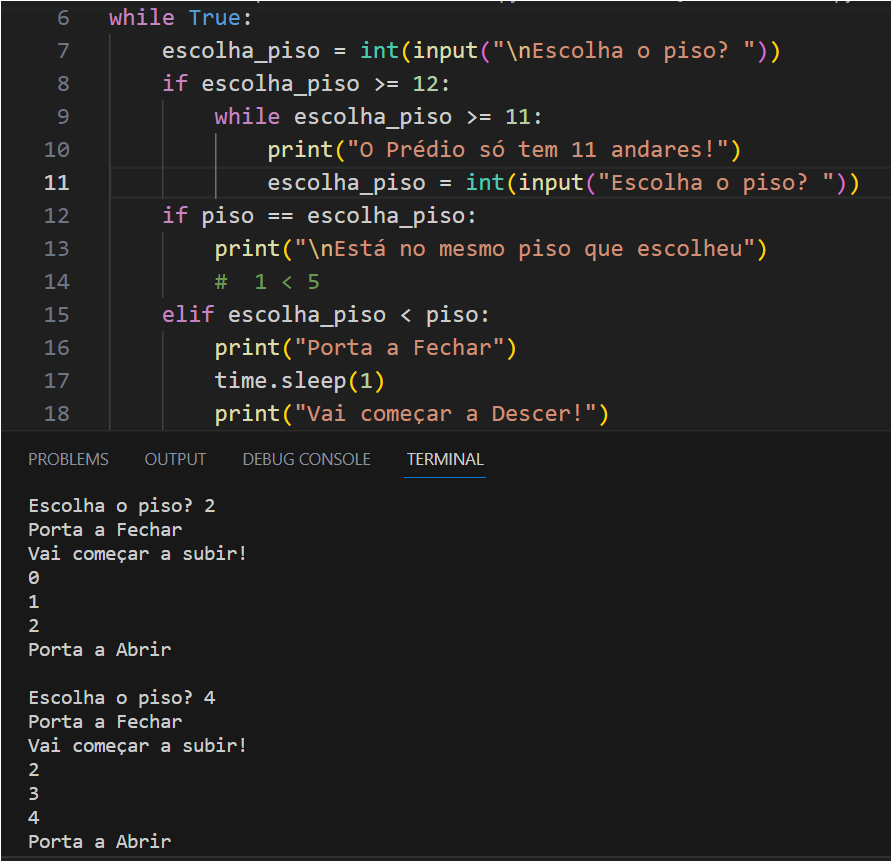 6 while True:
7 escolha_piso = int(input("\nEscolha o piso? "))
8 if escolha_piso >= 12:
9 while escolha_piso >= 11:
10 print("O Prédio só tem 11 andares!")
11 escolha_piso = int(input("Escolha o piso? "))
12 if piso == escolha_piso:
13 print("\nEstá no mesmo piso que escolheu")
14 #  1 < 5
15 elif escolha_piso < piso:
16 print("Porta a Fechar")
17 time.sleep(1)
18 print("Vai começar a Descer!")
PROBLEMS OUTPUT DEBUG CONSOLE TERMINAL
Escolha o piso? 2
Porta a Fechar
Vai começar a subir!
0
1
2
Porta a Abrir
Escolha o piso? 4
Porta a Fechar
Vai começar a subir!
2
3
4
Porta a Abrir